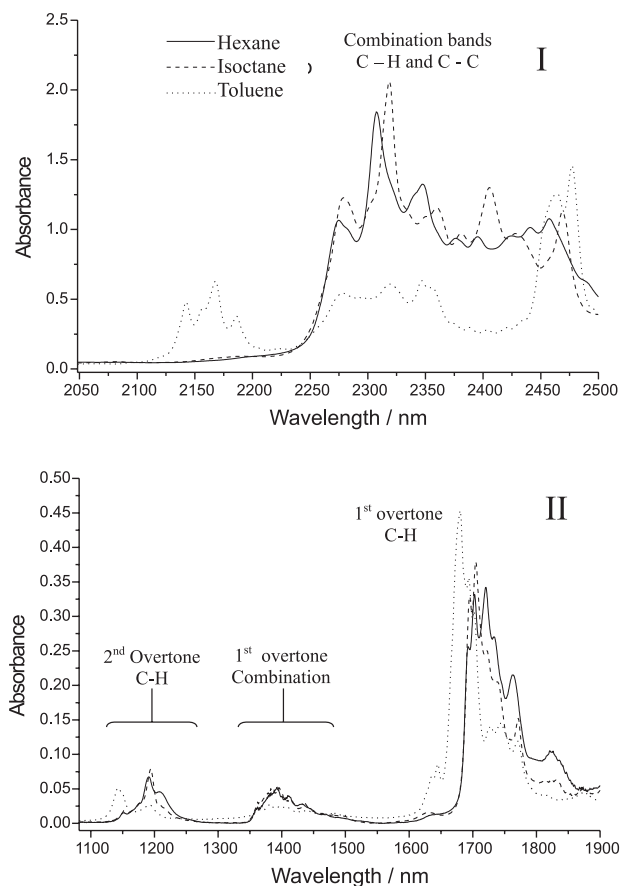 2.5
2.0
1.5
1.0
0.5
0.0
Absorbance
Hexane
Isoctane )
Toluene
Combination bands
C – H and C - C
I
2050 2100 2150 2200 2250 2300 2350 2400 2450 2500
Wavelength / nm
0.50
0.45
0.40
0.35
0.30
0.25
0.20
0.15
0.10
0.05
0.00
Absorbance
II
1st overtone
C-H
2nd Overtone
C-H
1st overtone
Combination
1100 1200 1300 1400 1500 1600 1700 1800 1900
Wavelength / nm